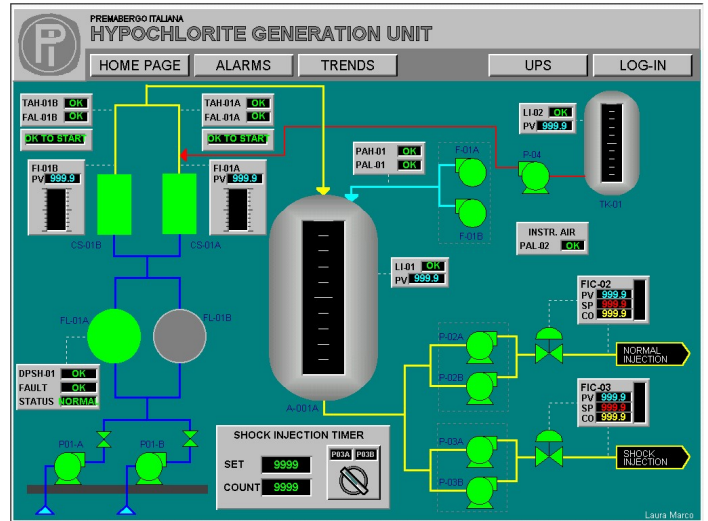 PREMABERGO ITALIANA
HYPOCHLORITE GENERATION UNIT
HOME PAGE
ALARMS
TRENDS
UPS
LOG-IN
TAH-01B OK
FAL-01B OK
OK TO START
TAH-01A OK
FAL-01A OK
OK TO START
FI-01B
PV 999.9
FI-01A
PV 999.9
CS-01B
CS-01A
PAH-01 OK
PAL-01 OK
F-01A
F-01B
LI-02 OK
PV 999.9
P-04
TK-01
INSTR. AIR
PAL-02 OK
LI-01 OK
PV 999.9
FL-01A
FL-01B
DPSH-01 OK
FAULT OK
STATUS NORMAL
P01-A
P01-B
A-001A
SHOCK INJECTION TIMER
SET 9999
COUNT 9999
P03A P03B
P-02A
P-02B
P-03A
P-03B
FIC-02
PV 999.9
SP 999.9
CO 999.9
NORMAL
INJECTION
FIC-03
PV 999.9
SP 999.9
CO 999.9
SHOCK
INJECTION
Laura Marco